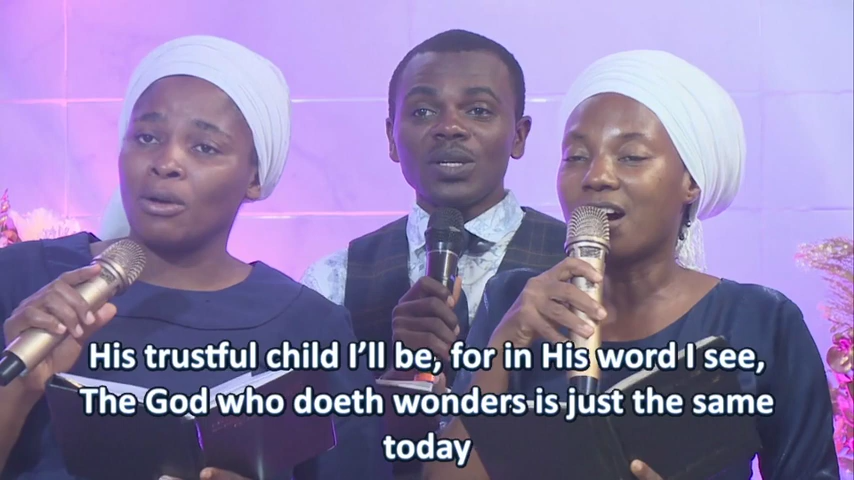 His trustful child I'll be, for in His word I see,
The God who doeth wonders is just the same
today